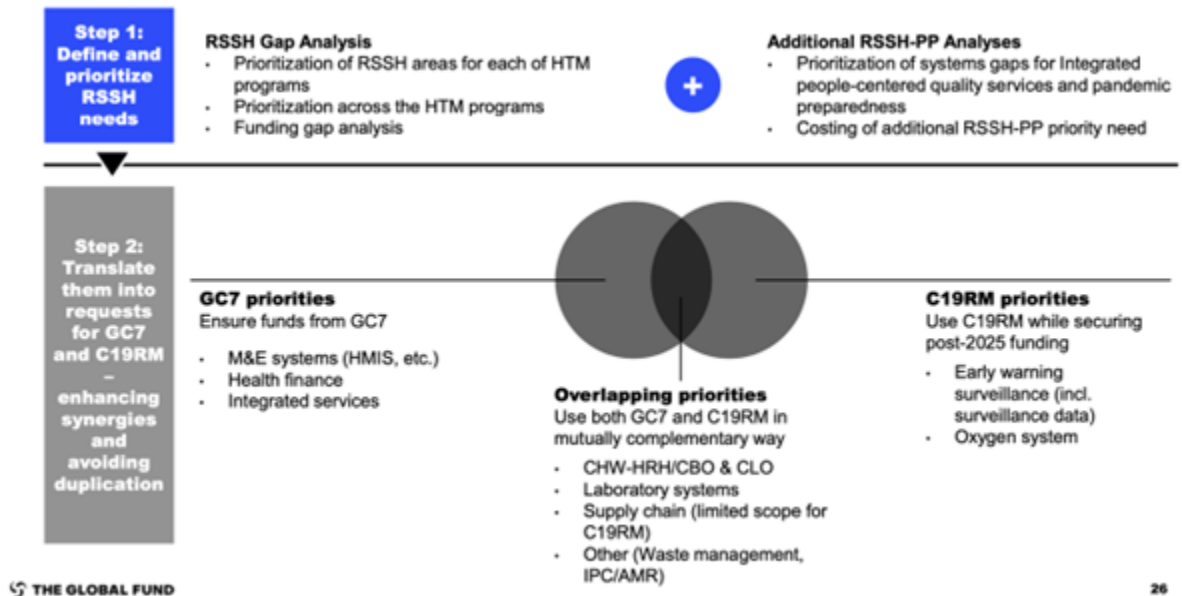 Step 1:
Define and
prioritize
RSSH
needs
RSSH Gap Analysis
· Prioritization of RSSH areas for each of HTM
programs
· Prioritization across the HTM programs
· Funding gap analysis
+
Additional RSSH-PP Analyses
· Prioritization of systems gaps for Integrated
people-centered quality services and pandemic
preparedness
· Costing of additional RSSH-PP priority need
Step 2:
Translate
them into
requests
for GC7
and C19RM
–
enhancing
synergies
and
avoiding
duplication
GC7 priorities
Ensure funds from GC7
· M&E systems (HMIS, etc.)
· Health finance
· Integrated services
Overlapping priorities
Use both GC7 and C19RM in
mutually complementary way
· CHW-HRH/CBO & CLO
· Laboratory systems
· Supply chain (limited scope for
C19RM)
· Other (Waste management,
IPC/AMR)
C19RM priorities
Use C19RM while securing
post-2025 funding
· Early warning
surveillance (incl.
surveillance data)
· Oxygen system
THE GLOBAL FUND
26